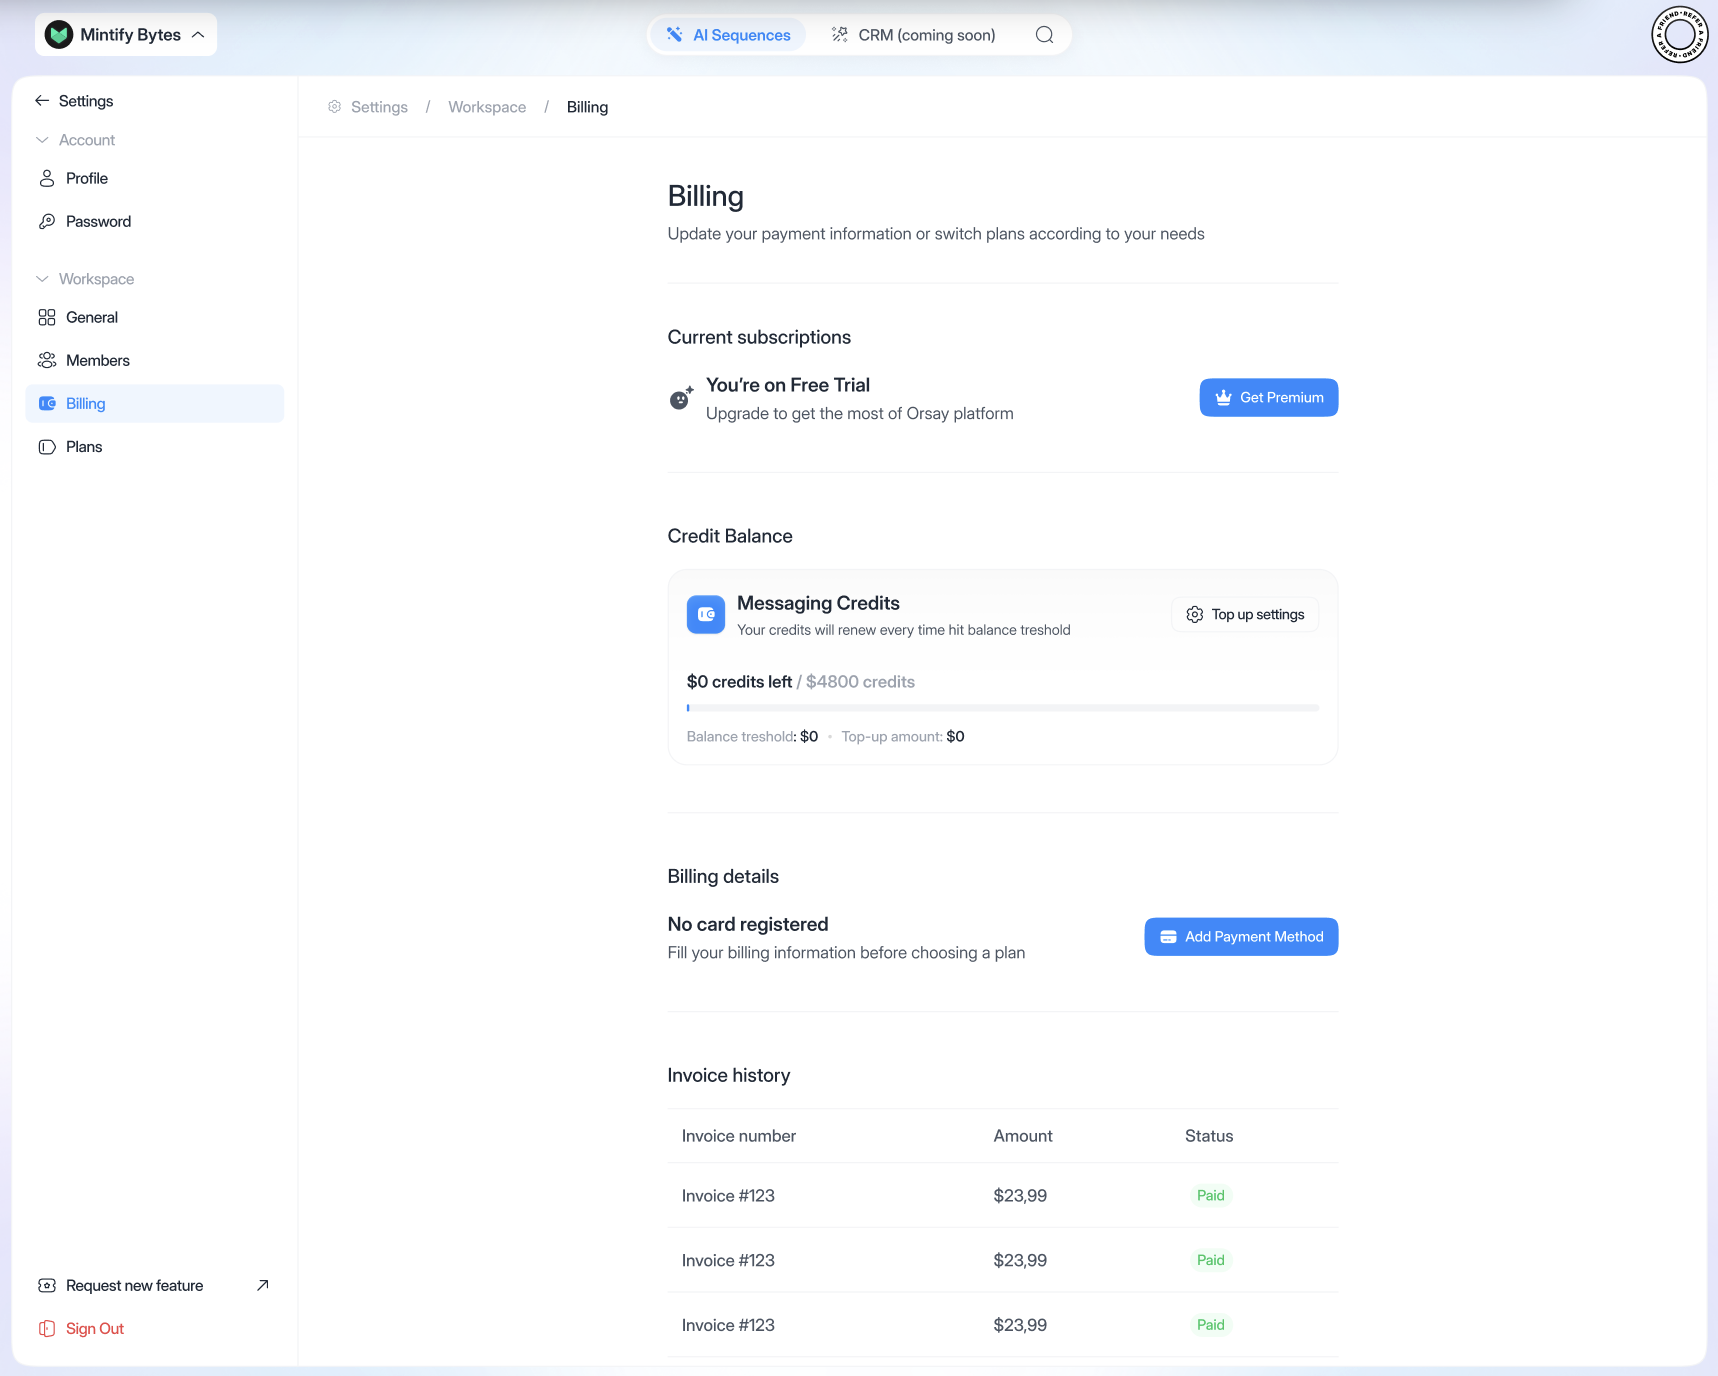 Mintify Bytes
AI Sequences
CRM (coming soon)
REFER A FRIEND • REFER A FRIEND •
Settings
Account
Profile
Password
Workspace
General
Members
Billing
Plans
Request new feature
Sign Out
Settings / Workspace / Billing
Billing
Update your payment information or switch plans according to your needs
Current subscriptions
You’re on Free Trial
Upgrade to get the most of Orsay platform
Get Premium
Credit Balance
Messaging Credits
Your credits will renew every time hit balance treshold
Top up settings
$0 credits left / $4800 credits
Balance treshold: $0 • Top-up amount: $0
Billing details
No card registered
Fill your billing information before choosing a plan
Add Payment Method
Invoice history
Invoice number Amount Status
Invoice #123 $23,99 Paid
Invoice #123 $23,99 Paid
Invoice #123 $23,99 Paid